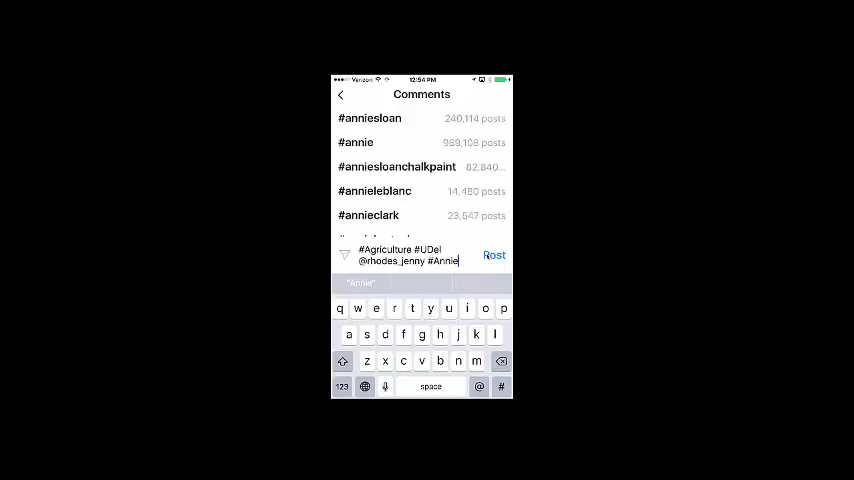 Verizon 12:54 PM
Comments
#anniesloan 240,114 posts
#annie 969,108 posts
#anniesloanchalkpaint 82,840...
#annieleblanc 14,480 posts
#annieclark 23,547 posts
#Agriculture #UDel
@rhodes_jenny #Annie
Post
"Annie"
q w e r t y u i o p
a s d f g h j k l
z x c v b n m
123 space @ #